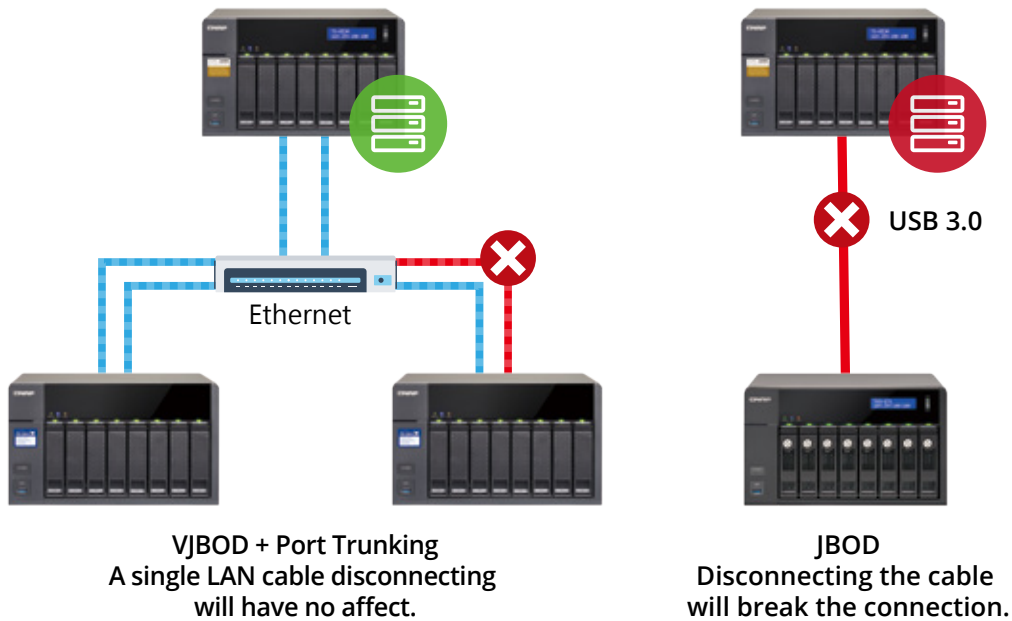 USB 3.0
Ethernet
VJBOD + Port Trunking
A single LAN cable disconnecting
will have no affect.
JBOD
Disconnecting the cable
will break the connection.